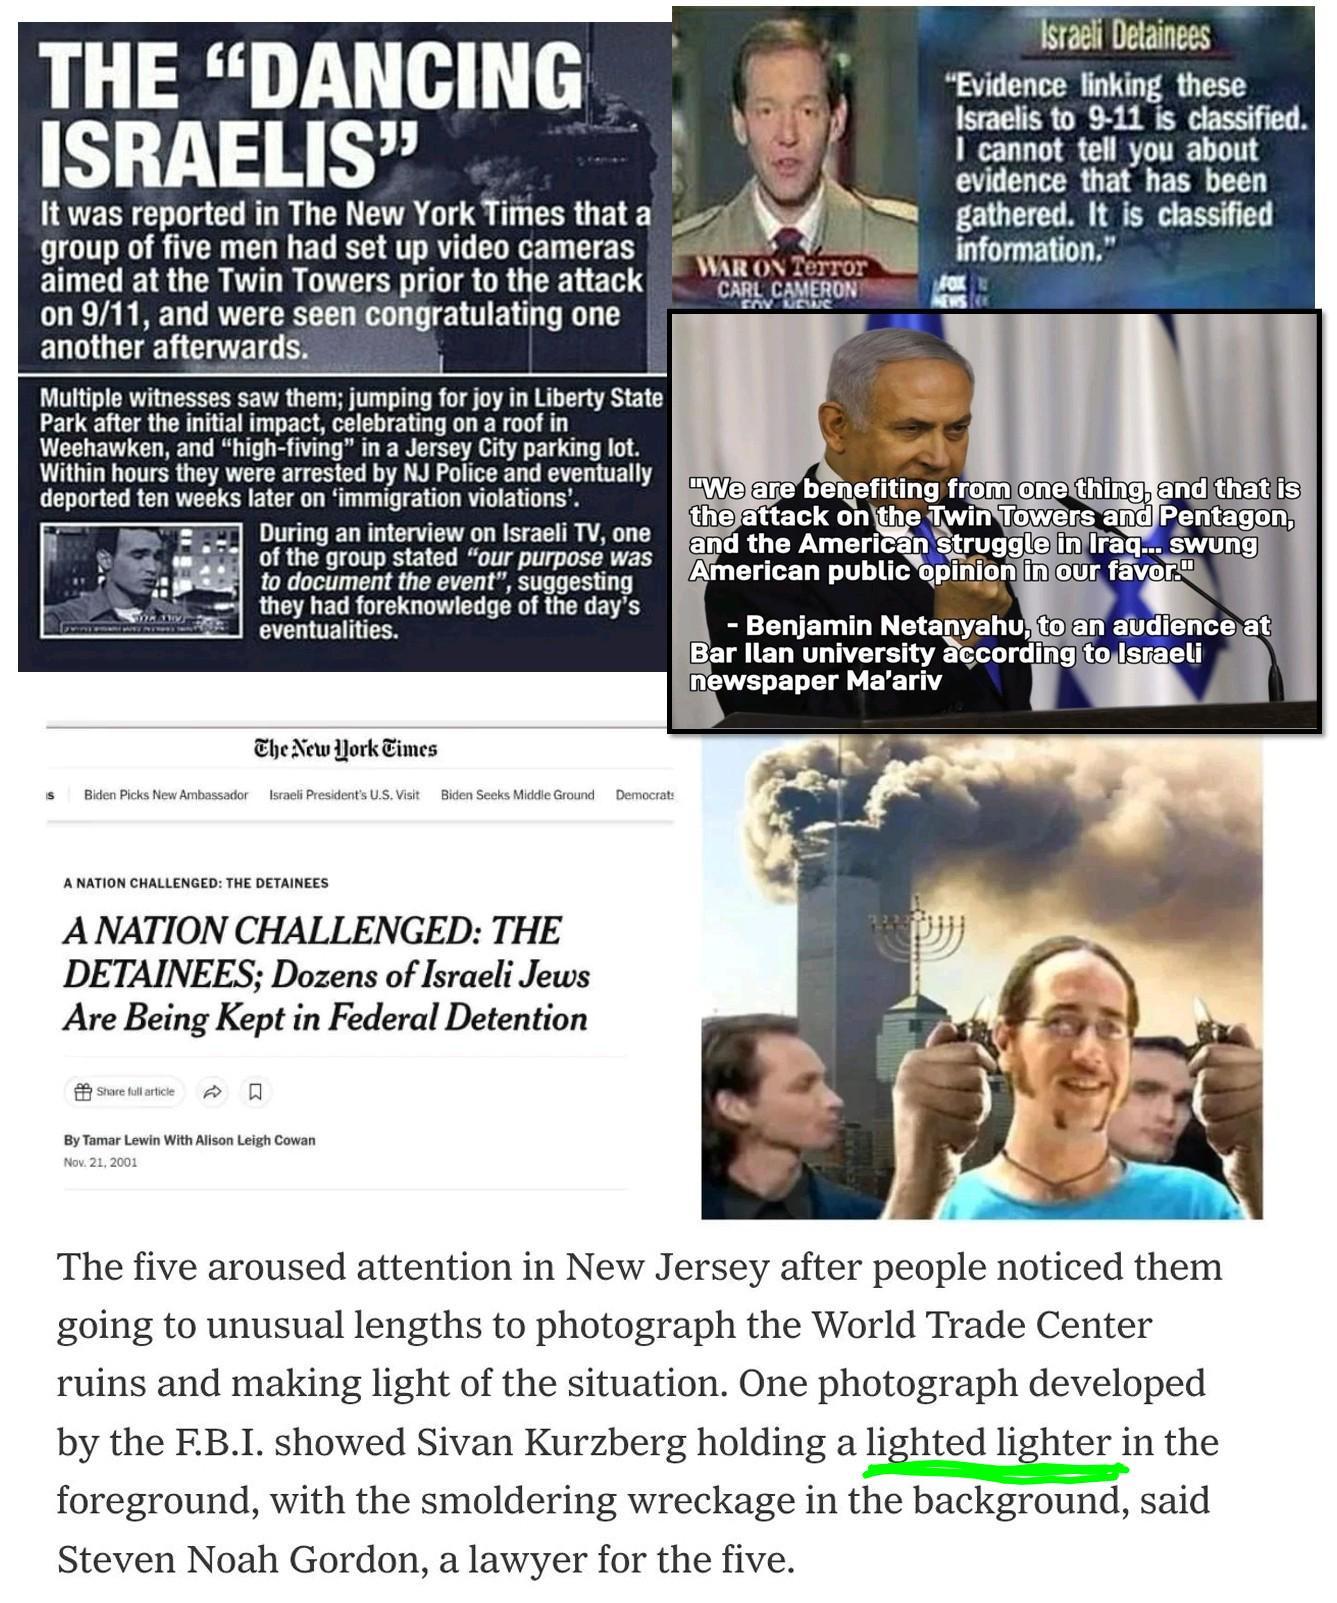 THE “DANCING
ISRAELIS”
It was reported in The New York Times that a
group of five men had set up video cameras
aimed at the Twin Towers prior to the attack
on 9/11, and were seen congratulating one
another afterwards.
Multiple witnesses saw them; jumping for joy in Liberty State
Park after the initial impact, celebrating on a roof in
Weehawken, and “high-fiving” in a Jersey City parking lot.
Within hours they were arrested by NJ Police and eventually
deported ten weeks later on ‘immigration violations’.
During an interview on Israeli TV, one
of the group stated “our purpose was
to document the event”, suggesting
they had foreknowledge of the day’s
eventualities.
Israeli Detainees
“Evidence linking these
Israelis to 9-11 is classified.
I cannot tell you about
evidence that has been
gathered. It is classified
information.”
WAR ON Terror
CARL CAMERON
FOX NEWS
FOX
NEWS
"We are benefiting from one thing, and that is
the attack on the Twin Towers and Pentagon,
and the American struggle in Iraq... swung
American public opinion in our favor."
- Benjamin Netanyahu, to an audience at
Bar Ilan university according to Israeli
newspaper Ma’ariv
The New York Times
Biden Picks New Ambassador Israeli President's U.S. Visit Biden Seeks Middle Ground Democrats
A NATION CHALLENGED: THE DETAINEES
A NATION CHALLENGED: THE
DETAINEES; Dozens of Israeli Jews
Are Being Kept in Federal Detention
Share full article
By Tamar Lewin With Alison Leigh Cowan
Nov. 21, 2001
The five aroused attention in New Jersey after people noticed them
going to unusual lengths to photograph the World Trade Center
ruins and making light of the situation. One photograph developed
by the F.B.I. showed Sivan Kurzberg holding a lighted lighter in the
foreground, with the smoldering wreckage in the background, said
Steven Noah Gordon, a lawyer for the five.